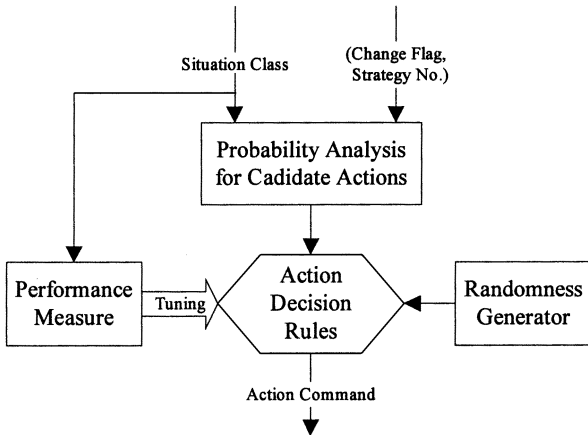 Situation Class
(Change Flag,
Strategy No.)
Probability Analysis
for Cadidate Actions
Performance
Measure
Tuning
Action
Decision
Rules
Randomness
Generator
Action Command